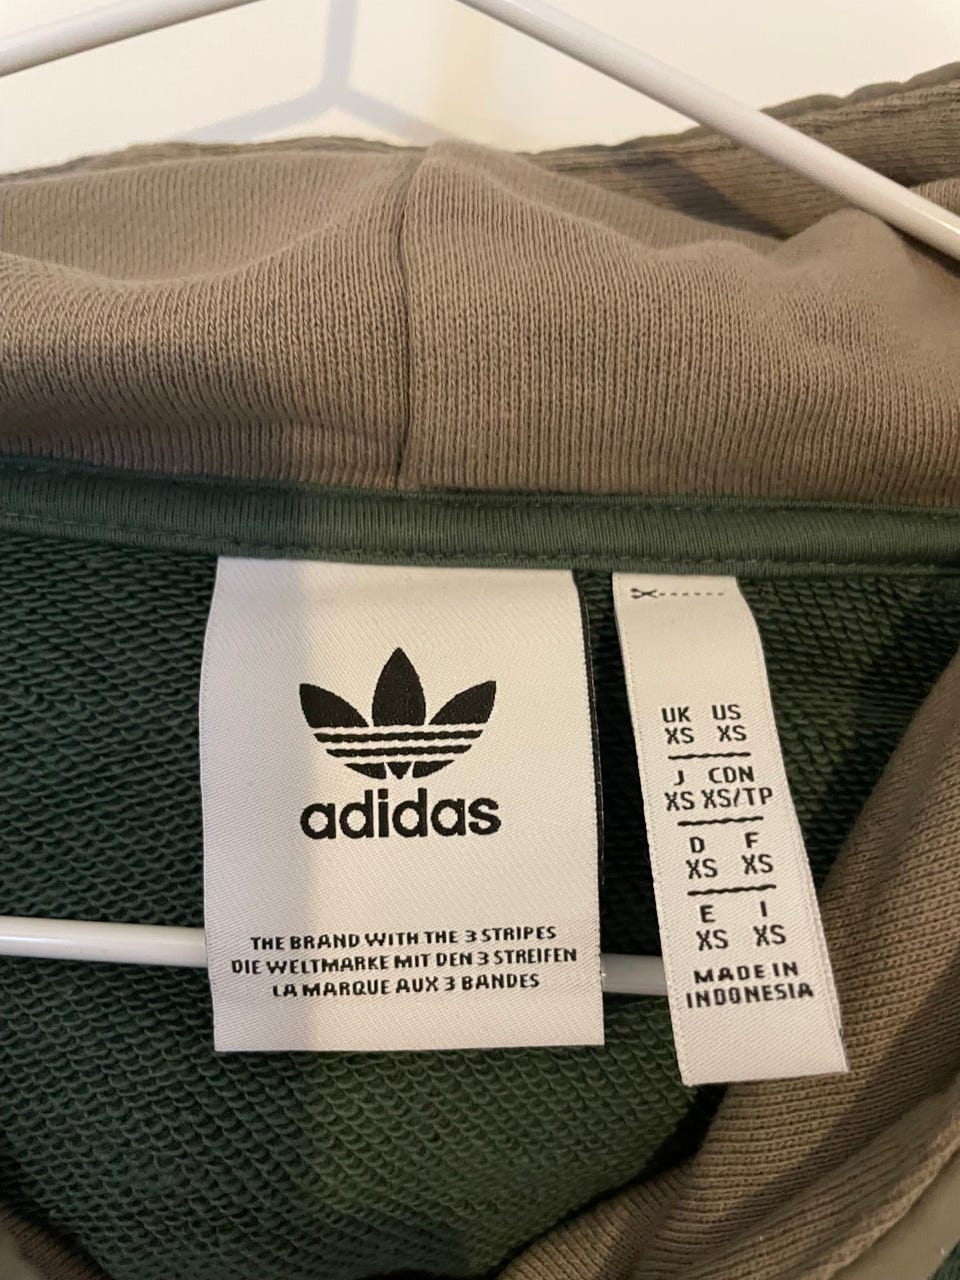 adidas
THE BRAND WITH THE 3 STRIPES
DIE WELTMARKE MIT DEN 3 STREIFEN
LA MARQUE AUX 3 BANDES
UK US
XS XS
J CDN
XS XS/TP
D F
XS XS
E I
XS XS
MADE IN
INDONESIA